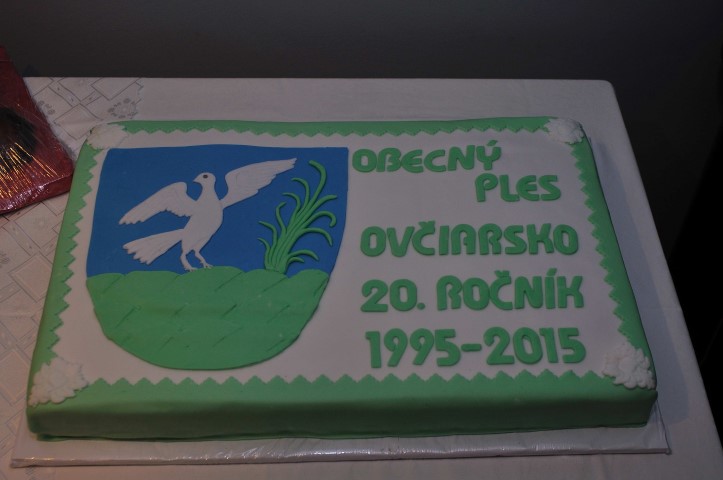 OBECNÝ
PLES
OVČIARSKO
20. ROČNÍK
1995-2015